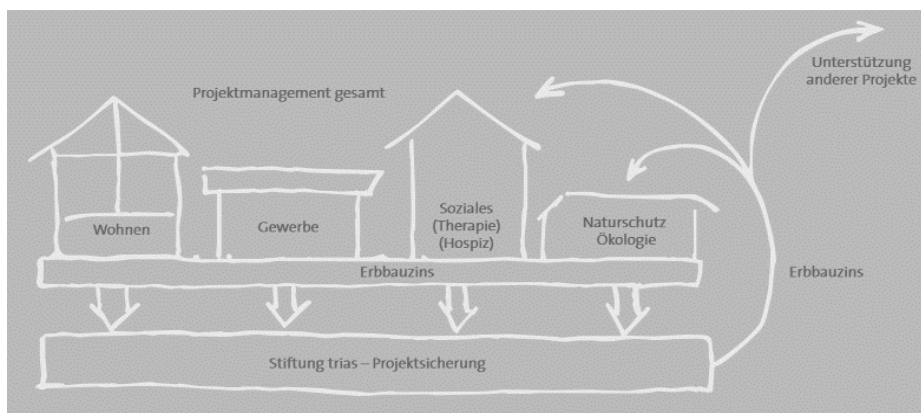 Unterstützung
anderer Projekte
Projektmanagement gesamt
Wohnen
Gewerbe
Soziales
(Therapie)
(Hospiz)
Naturschutz
Ökologie
Erbbauzins
Erbbauzins
Stiftung trias – Projektsicherung